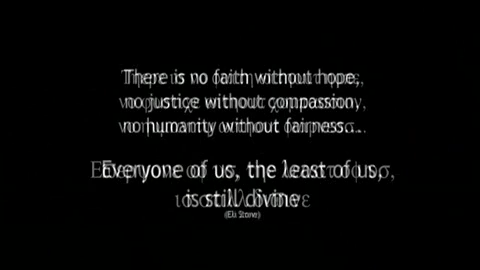 There is no faith without hope,
no justice without compassion,
no humanity without fairness...
Everyone of us, the least of us,
is still divine
(Eli Stone)